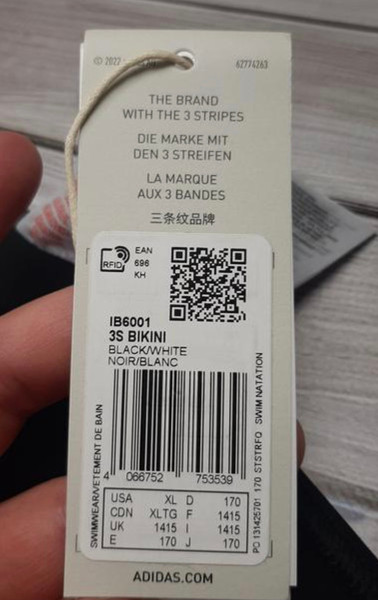 © 2022
62774263
THE BRAND
WITH THE 3 STRIPES
DIE MARKE MIT
DEN 3 STREIFEN
LA MARQUE
AUX 3 BANDES
三条纹品牌
RFID
EAN
696
KH
IB6001
3S BIKINI
BLACK/WHITE
NOIR/BLANC
4 066752 753539
USA XL D 170
CDN XLTG F 1415
UK 1415 I 1415
E 170 J 170
SWIMWEAR/VETEMENT DE BAIN
PO 131425701 170 STSTRFQ SWIM NATATION
ADIDAS.COM